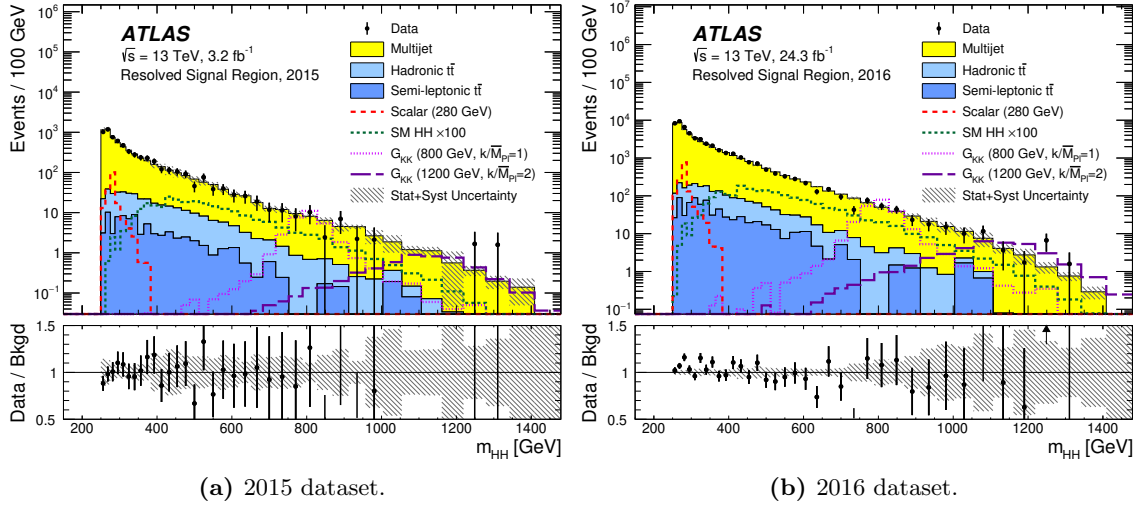 Events / 100 GeV
10⁶
10⁵
10⁴
10³
10²
10
1
10⁻¹
ATLAS
√s = 13 TeV, 3.2 fb⁻¹
Resolved Signal Region, 2015
Data
Multijet
Hadronic tt̄
Semi-leptonic tt̄
Scalar (280 GeV)
SM HH ×100
G_KK (800 GeV, k/M̄_Pl=1)
G_KK (1200 GeV, k/M̄_Pl=2)
Stat+Syst Uncertainty
Data / Bkgd
1.5
1
0.5
200 400 600 800 1000 1200 1400
m_HH [GeV]
(a) 2015 dataset.
Events / 100 GeV
10⁷
10⁶
10⁵
10⁴
10³
10²
10
1
10⁻¹
ATLAS
√s = 13 TeV, 24.3 fb⁻¹
Resolved Signal Region, 2016
Data
Multijet
Hadronic tt̄
Semi-leptonic tt̄
Scalar (280 GeV)
SM HH ×100
G_KK (800 GeV, k/M̄_Pl=1)
G_KK (1200 GeV, k/M̄_Pl=2)
Stat+Syst Uncertainty
Data / Bkgd
1.5
1
0.5
200 400 600 800 1000 1200 1400
m_HH [GeV]
(b) 2016 dataset.